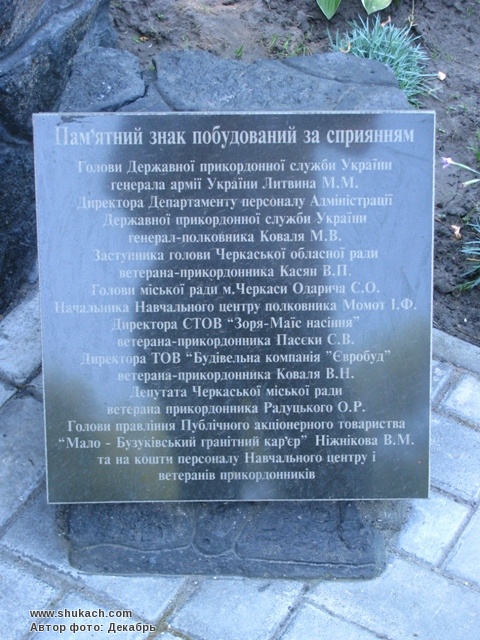 Пам'ятний знак побудований за сприянням
Голови Державної прикордонної служби України
генерала армії України Литвина М.М.
Директора Департаменту персоналу Адміністрації
Державної прикордонної служби України
генерал-полковника Коваля М.В.
Заступника голови Черкаської обласної ради
ветерана-прикордонника Касян В.П.
Голови міської ради м.Черкаси Одарича С.О.
Начальника Навчального центру полковника Момот І.Ф.
Директора СТОВ "Зоря-Маїс насіння"
ветерана-прикордонника Пасєки С.В.
Директора ТОВ "Будівельна компанія "Євробуд"
ветерана-прикордонника Коваля В.Н.
Депутата Черкаської міської ради
ветерана прикордонника Радуцького О.Р.
Голови правління Публічного акціонерного товариства
"Мало - Бузуківський гранітний кар'єр" Ніжнікова В.М.
та на кошти персоналу Навчального центру і
ветеранів прикордонників
www.shukach.com
Автор фото: Декабрь